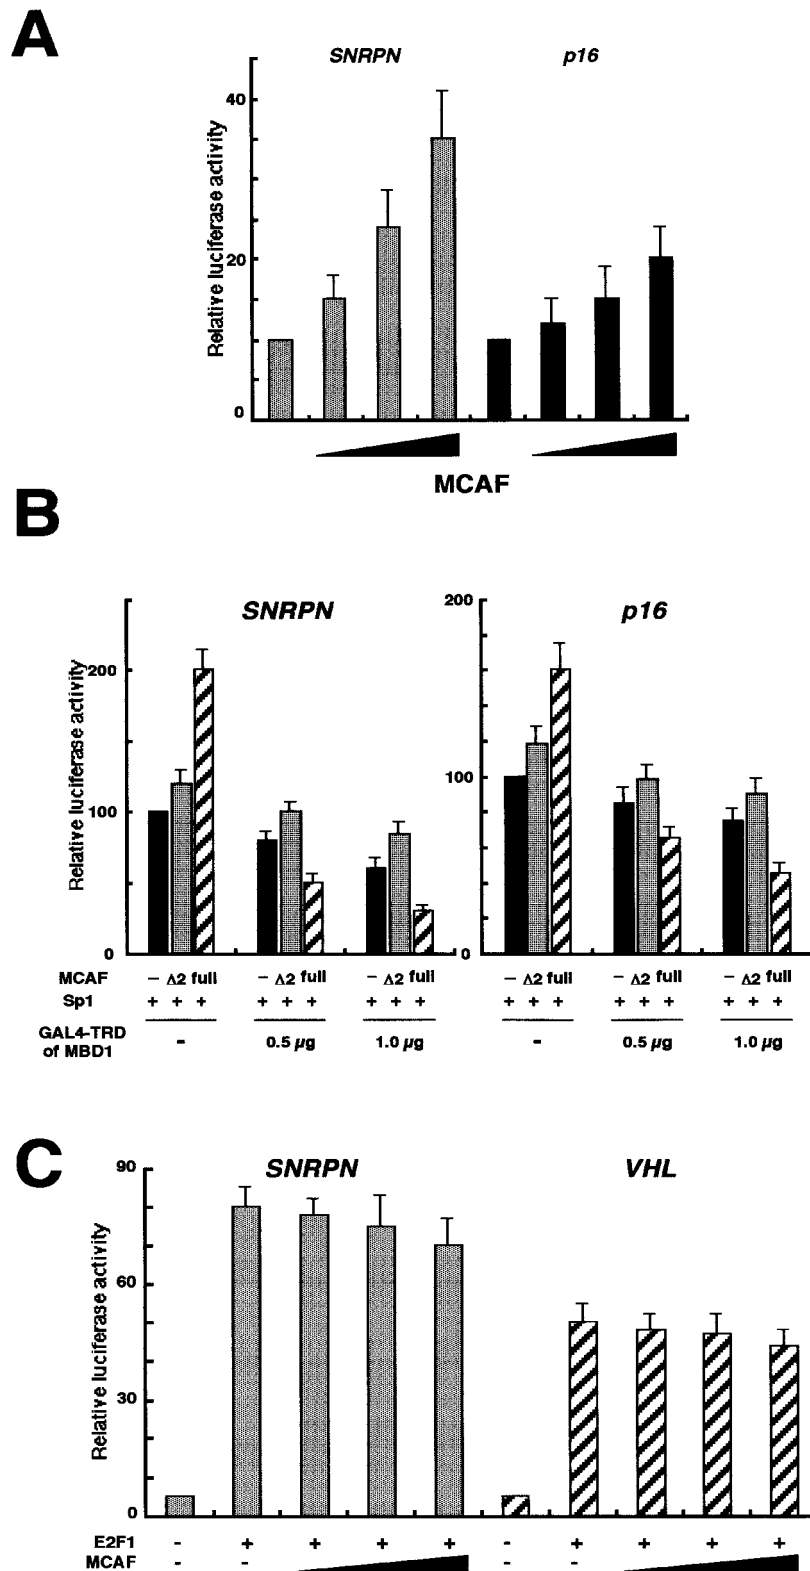 A
SNRPN p16
Relative luciferase activity
40
20
0
MCAF
B
SNRPN p16
Relative luciferase activity
200 200
100 100
0 0
MCAF – Δ2 full – Δ2 full – Δ2 full – Δ2 full – Δ2 full – Δ2 full
Sp1 + + + + + + + + + + + + + + + + + +
GAL4-TRD of MBD1 - 0.5 µg 1.0 µg - 0.5 µg 1.0 µg
C
SNRPN VHL
Relative luciferase activity
90
60
30
0
E2F1 - + + + + - + + + +
MCAF - - - -